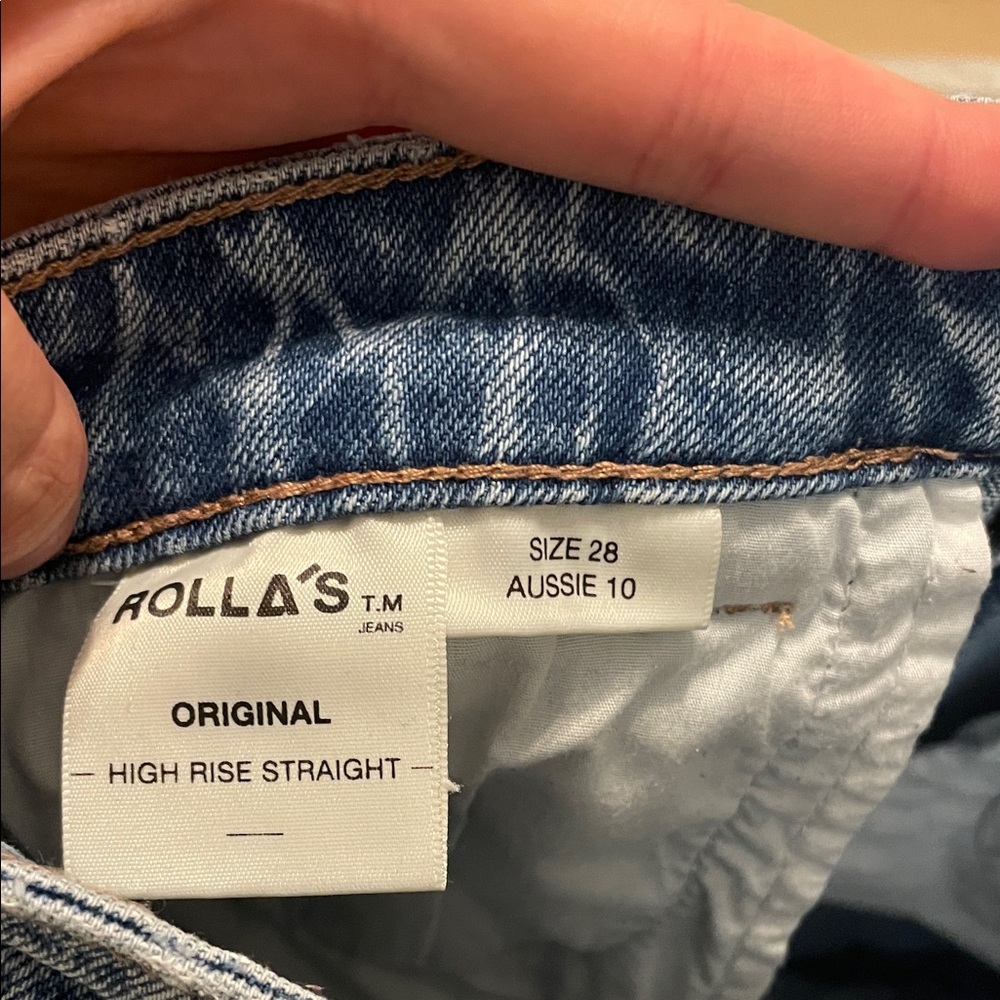 ROLLA'S T.M
JEANS
ORIGINAL
HIGH RISE STRAIGHT
SIZE 28
AUSSIE 10